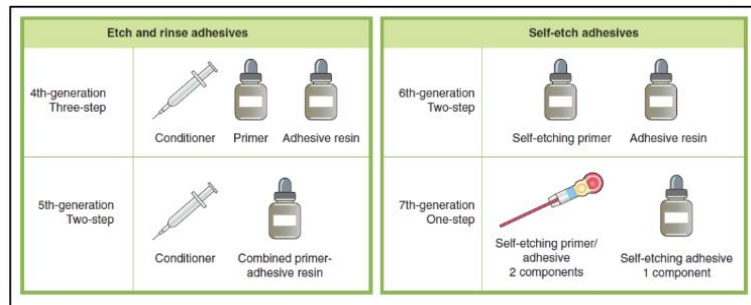 Etch and rinse adhesives
4th-generation
Three-step
Conditioner
Primer
Adhesive resin
5th-generation
Two-step
Conditioner
Combined primer-
adhesive resin
Self-etch adhesives
6th-generation
Two-step
Self-etching primer
Adhesive resin
7th-generation
One-step
Self-etching primer/
adhesive
2 components
Self-etching adhesive
1 component